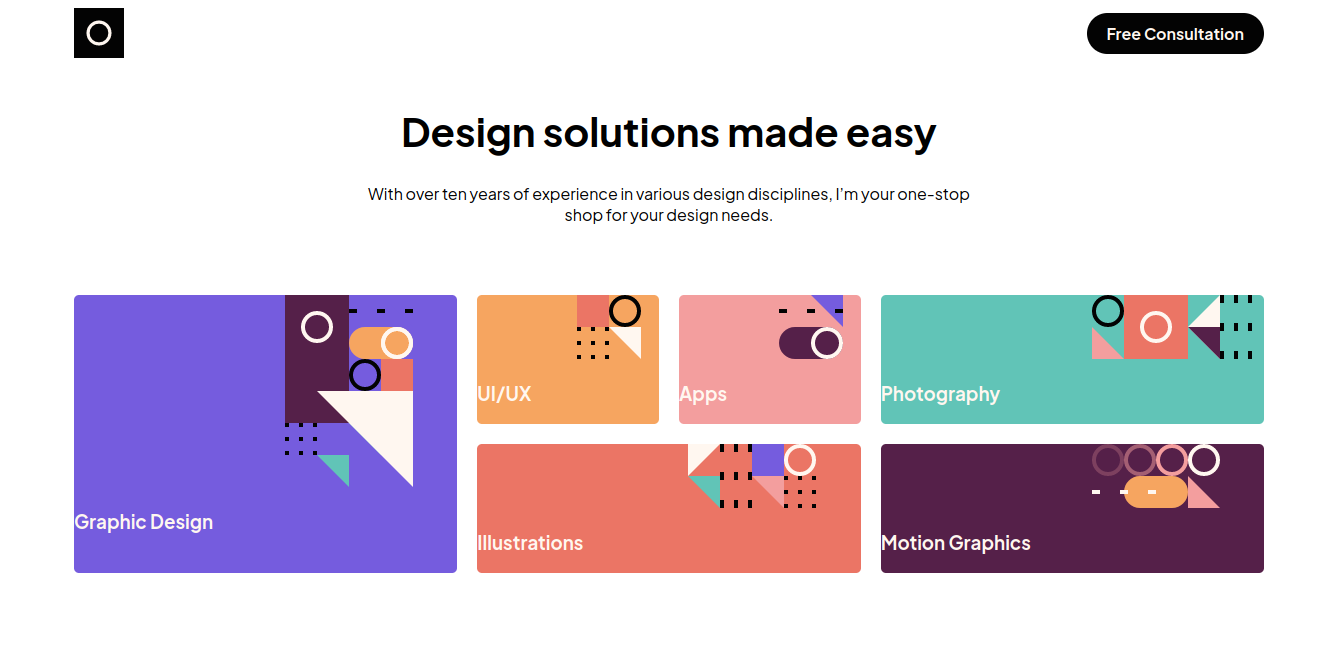 Free Consultation
Design solutions made easy
With over ten years of experience in various design disciplines, I’m your one-stop
shop for your design needs.
Graphic Design
UI/UX
Apps
Photography
Illustrations
Motion Graphics